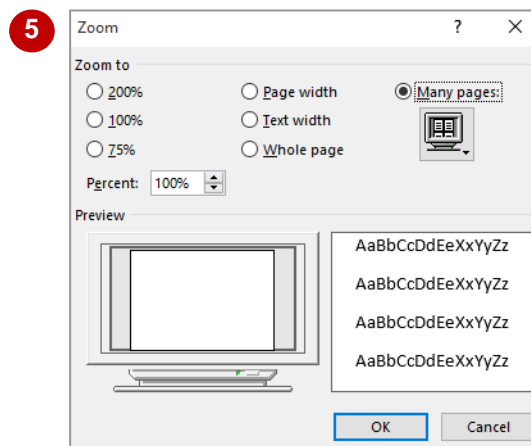 5
Zoom ? X
Zoom to
200% Page width Many pages:
100% Text width
75% Whole page
Percent: 100%
Preview
AaBbCcDdEeXxYyZz
AaBbCcDdEeXxYyZz
AaBbCcDdEeXxYyZz
AaBbCcDdEeXxYyZz
OK Cancel